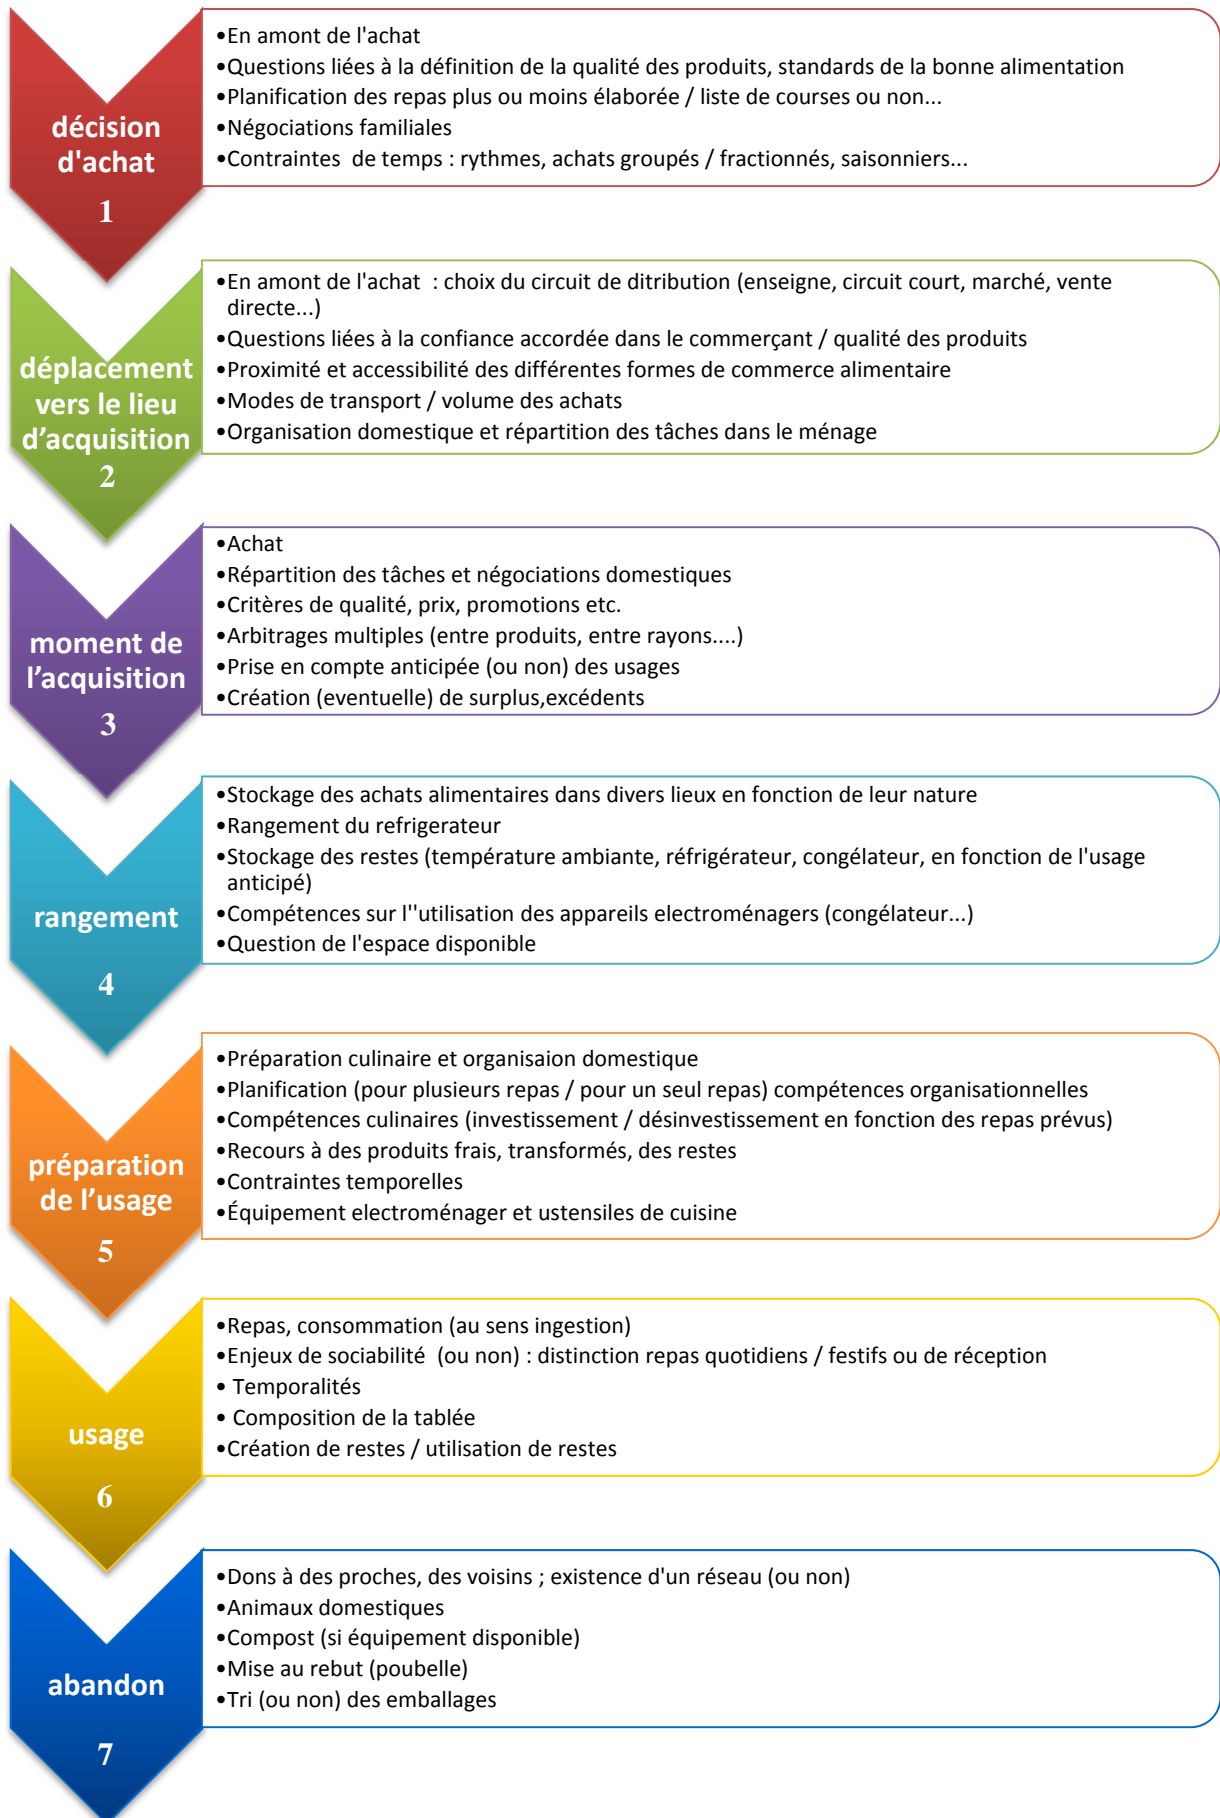 décision
d'achat
1
•En amont de l'achat
•Questions liées à la définition de la qualité des produits, standards de la bonne alimentation
•Planification des repas plus ou moins élaborée / liste de courses ou non...
•Négociations familiales
•Contraintes  de temps : rythmes, achats groupés / fractionnés, saisonniers...
déplacement
vers le lieu
d’acquisition
2
•En amont de l'achat  : choix du circuit de ditribution (enseigne, circuit court, marché, vente
directe...)
•Questions liées à la confiance accordée dans le commerçant / qualité des produits
•Proximité et accessibilité des différentes formes de commerce alimentaire
•Modes de transport / volume des achats
•Organisation domestique et répartition des tâches dans le ménage
moment de
l’acquisition
3
•Achat
•Répartition des tâches et négociations domestiques
•Critères de qualité, prix, promotions etc.
•Arbitrages multiples (entre produits, entre rayons....)
•Prise en compte anticipée (ou non) des usages
•Création (eventuelle) de surplus,excédents
rangement
4
•Stockage des achats alimentaires dans divers lieux en fonction de leur nature
•Rangement du refrigerateur
•Stockage des restes (température ambiante, réfrigérateur, congélateur, en fonction de l'usage
anticipé)
•Compétences sur l''utilisation des appareils electroménagers (congélateur...)
•Question de l'espace disponible
préparation
de l’usage
5
•Préparation culinaire et organisaion domestique
•Planification (pour plusieurs repas / pour un seul repas) compétences organisationnelles
•Compétences culinaires (investissement / désinvestissement en fonction des repas prévus)
•Recours à des produits frais, transformés, des restes
•Contraintes temporelles
•Équipement electroménager et ustensiles de cuisine
usage
6
•Repas, consommation (au sens ingestion)
•Enjeux de sociabilité  (ou non) : distinction repas quotidiens / festifs ou de réception
• Temporalités
• Composition de la tablée
•Création de restes / utilisation de restes
abandon
7
•Dons à des proches, des voisins ; existence d'un réseau (ou non)
•Animaux domestiques
•Compost (si équipement disponible)
•Mise au rebut (poubelle)
•Tri (ou non) des emballages